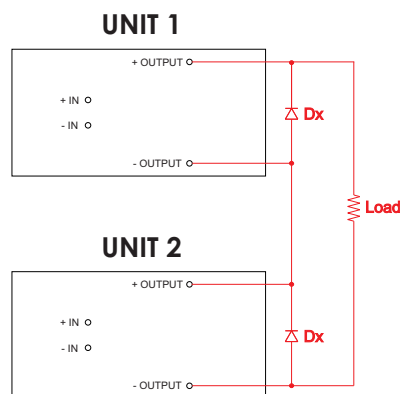 UNIT 1
+ OUTPUT
+ IN
- IN
Dx
- OUTPUT
Load
UNIT 2
+ OUTPUT
+ IN
- IN
Dx
- OUTPUT